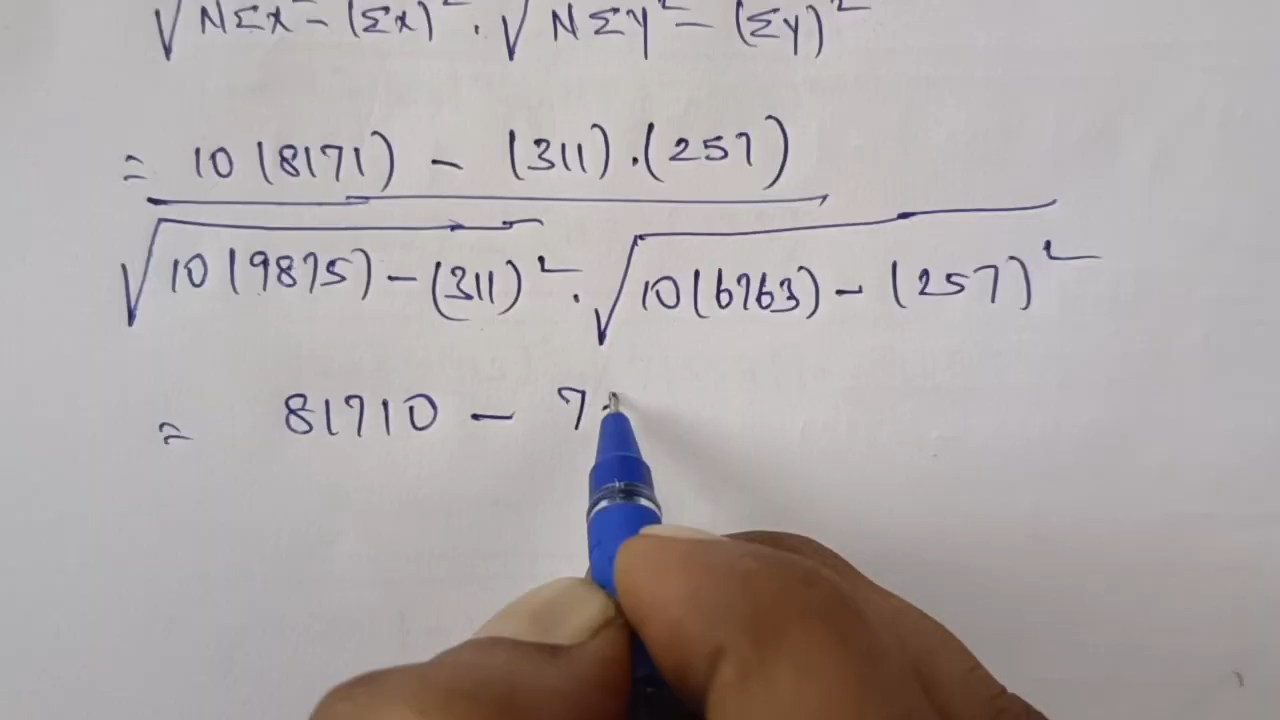 √NΣx² - (Σx)² . √NΣy² - (Σy)²
= 10(8171) - (311).(257)
√10(9875) - (311)² . √10(6763) - (257)²
= 81710 - 7